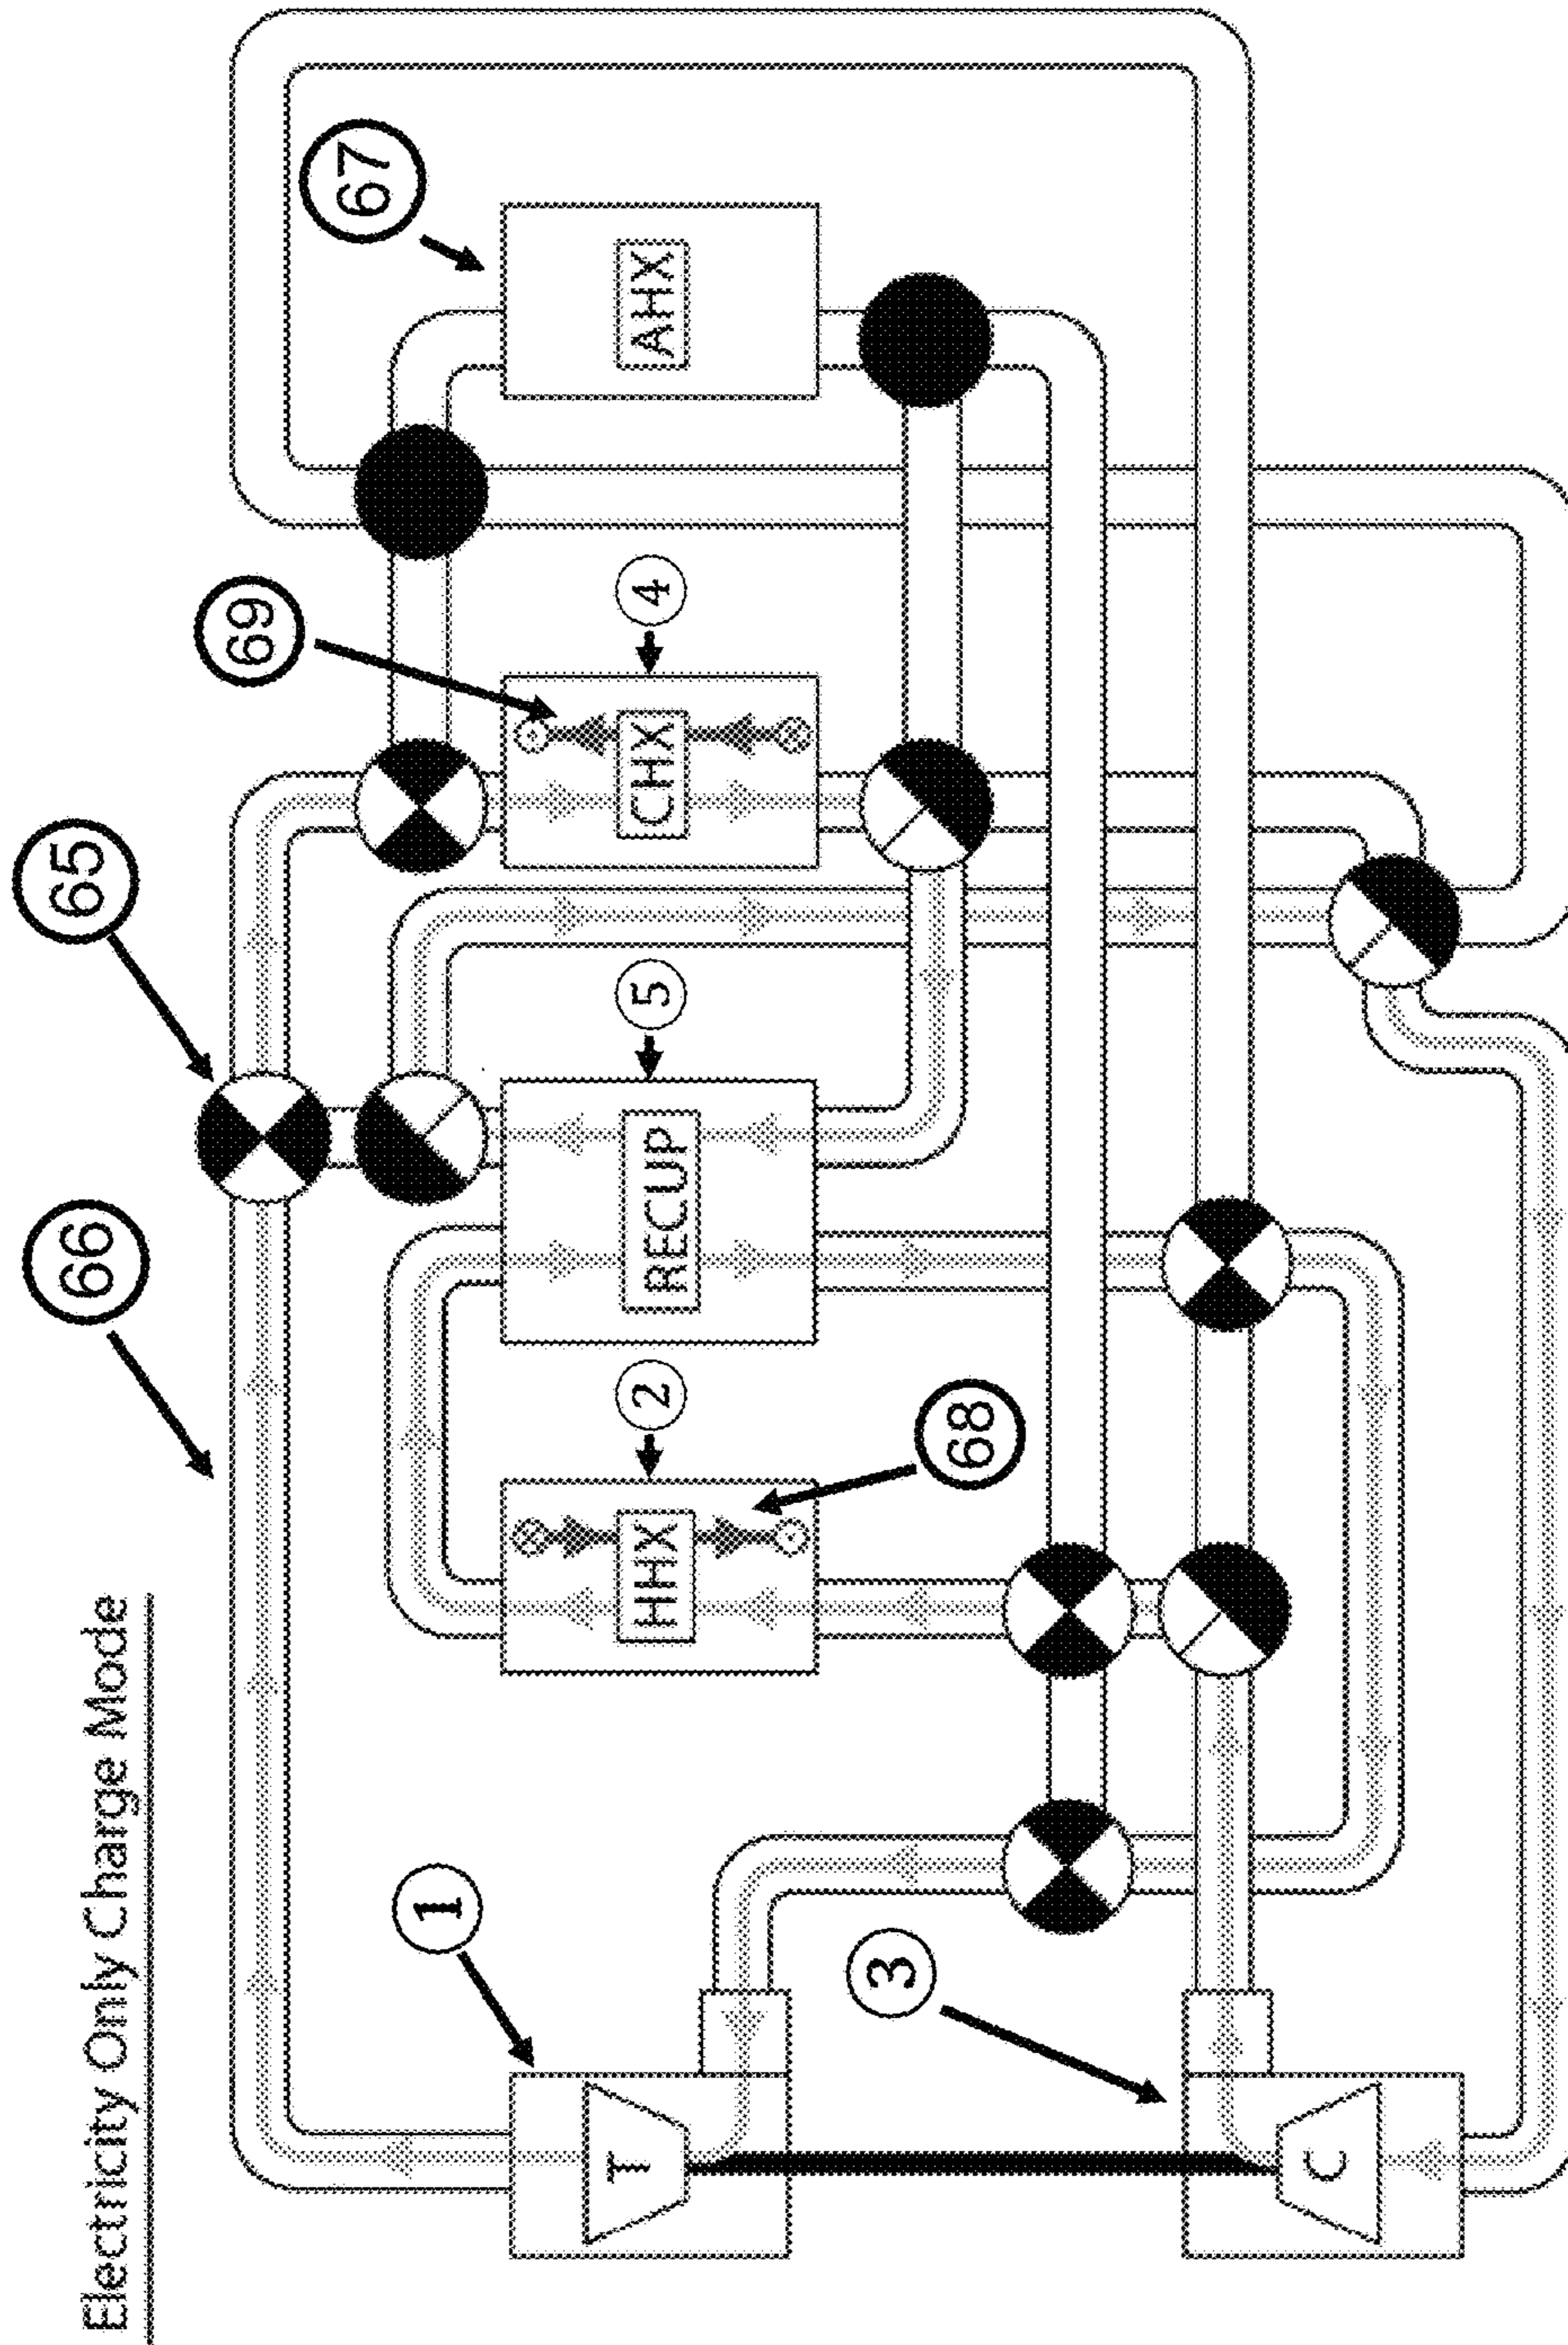 Electricity Only Charge Mode
66
65
69
67
1
T
2
HHX
5
RECUP
4
CHX
AHX
68
3
C